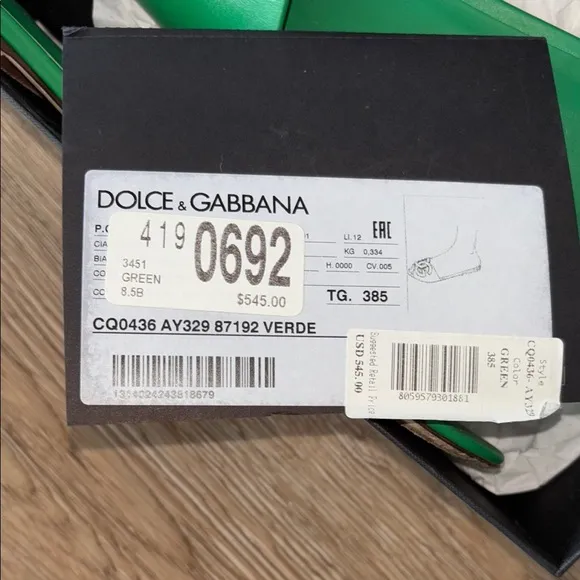 DOLCE & GABBANA
LI. 12
EAC
KG 0,334
H. 0000
CV. 005
TG. 385
419 0692
3451
GREEN
8.5B
$545.00
CQ0436 AY329 87192 VERDE
Style
CQ0436- AY329
Color
GREEN
385
8059579301861
Suggested Retail Price
USD 545.00